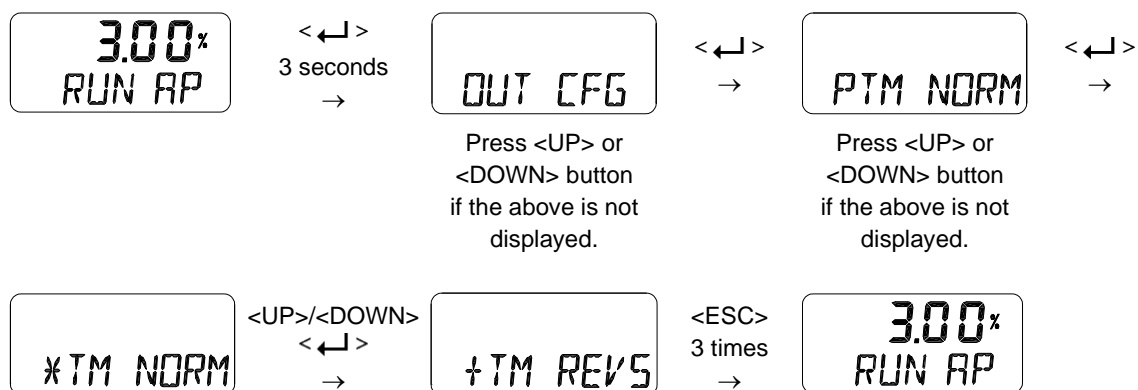 3.00%
RUN AP
< ↵ >
3 seconds
→
OUT CFG
Press <UP> or
<DOWN> button
if the above is not
displayed.
< ↵ >
→
PTM NORM
Press <UP> or
<DOWN> button
if the above is not
displayed.
< ↵ >
→
*TM NORM
<UP>/<DOWN>
< ↵ >
→
+TM REVS
<ESC>
3 times
→
3.00%
RUN AP